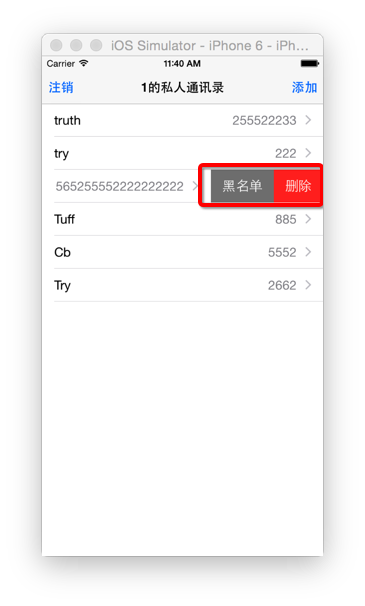 iOS Simulator - iPhone 6 - iPh...
Carrier 11:40 AM
注销 1的私人通讯录 添加
truth 255522233
try 222
565255552222222222 黑名单 删除
Tuff 885
Cb 5552
Try 2662